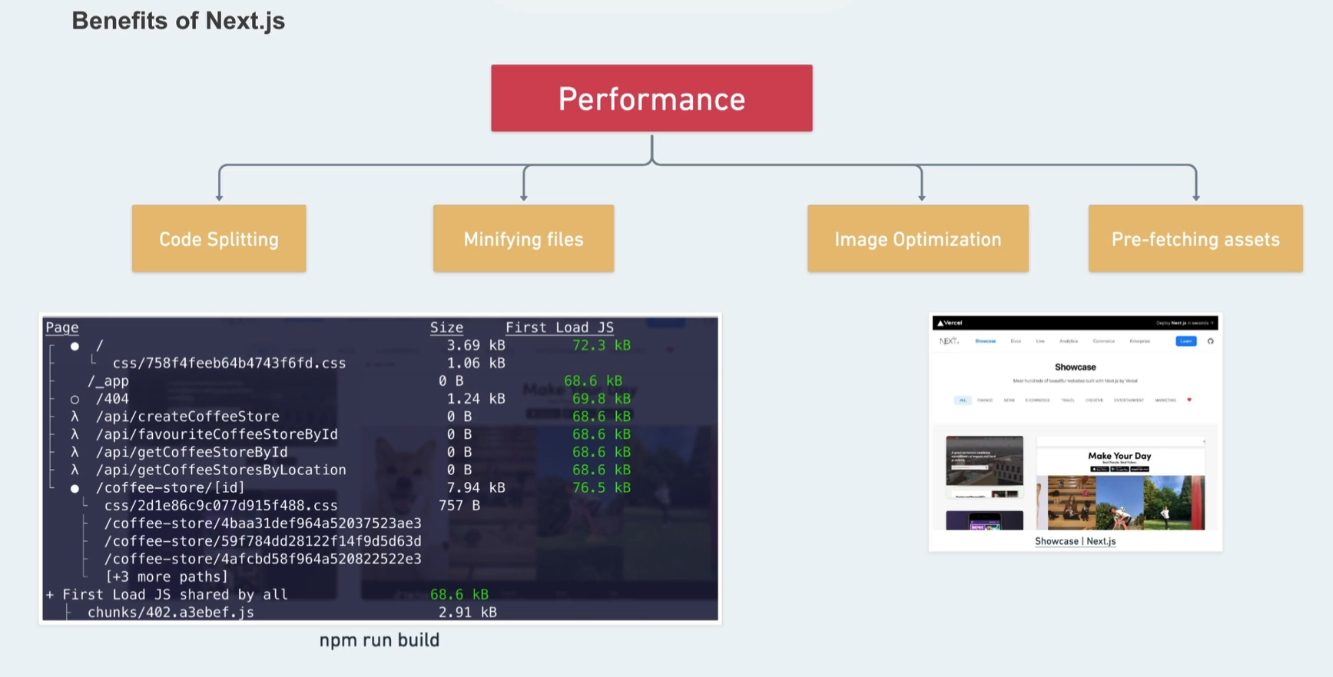 Benefits of Next.js
Performance
Code Splitting
Minifying files
Image Optimization
Pre-fetching assets
Page Size First Load JS
● / 3.69 kB 72.3 kB
css/758f4feeb64b4743f6fd.css 1.06 kB
/_app 0 B 68.6 kB
○ /404 1.24 kB 69.8 kB
λ /api/createCoffeeStore 0 B 68.6 kB
λ /api/favouriteCoffeeStoreById 0 B 68.6 kB
λ /api/getCoffeeStoreById 0 B 68.6 kB
λ /api/getCoffeeStoresByLocation 0 B 68.6 kB
● /coffee-store/[id] 7.94 kB 76.5 kB
css/2d1e86c9c077d915f488.css 757 B
/coffee-store/4baa31def964a52037523ae3
/coffee-store/59f784dd28122f14f9d5d63d
/coffee-store/4afcbd58f964a520822522e3
[+3 more paths]
+ First Load JS shared by all 68.6 kB
chunks/402.a3ebef.js 2.91 kB
npm run build
Vercel Deploy Next.js in seconds
NEXT.js Showcase Docs Learn
Showcase
Meet hundreds of beautiful websites built with Next.js by Vercel
ALL FINANCE NEWS E-COMMERCE TRAVEL CREATOR ENTERTAINMENT MARKETING
Make Your Day
Showcase | Next.js